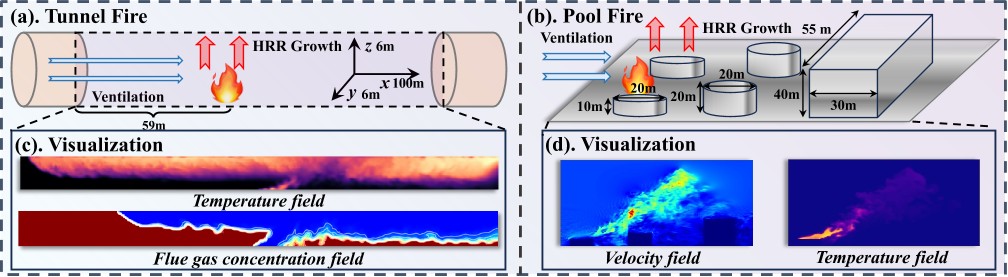 (a). Tunnel Fire
HRR Growth
z 6m
x 100m
y 6m
Ventilation
59m
(c). Visualization
Temperature field
Flue gas concentration field
(b). Pool Fire
HRR Growth
Ventilation
55 m
20m
20m
10m
20m
40m
30m
(d). Visualization
Velocity field
Temperature field